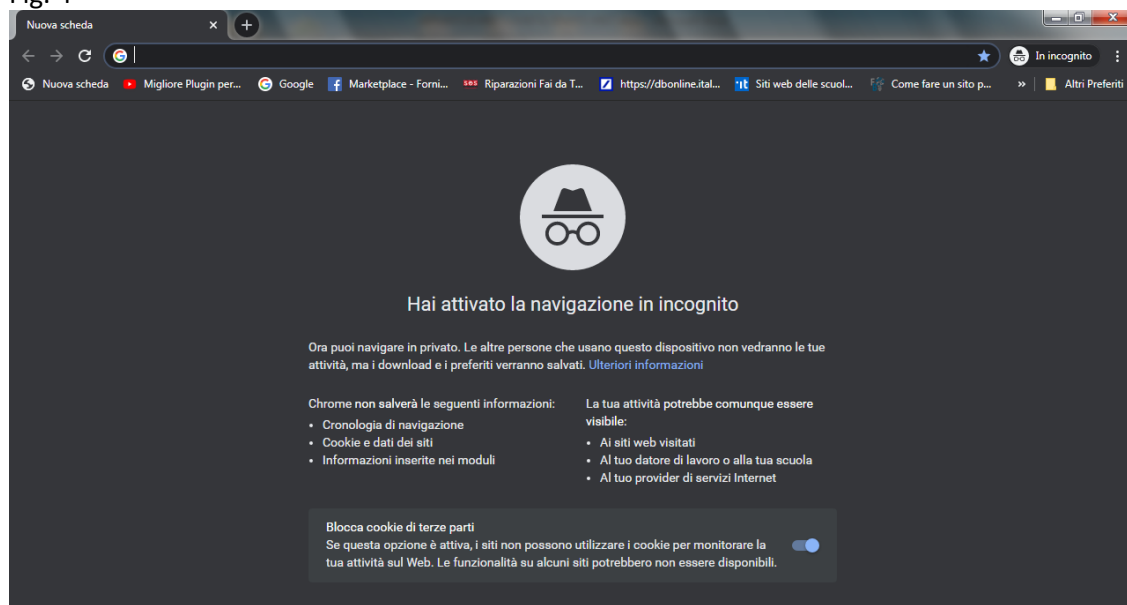 Nuova scheda
In incognito
Nuova scheda Migliore Plugin per... Google Marketplace - Forni... SOS Riparazioni Fai da T... https://dbonline.ital... Siti web delle scuol... Come fare un sito p... » Altri Preferiti
Hai attivato la navigazione in incognito
Ora puoi navigare in privato. Le altre persone che usano questo dispositivo non vedranno le tue
attività, ma i download e i preferiti verranno salvati. Ulteriori informazioni
Chrome non salverà le seguenti informazioni:
• Cronologia di navigazione
• Cookie e dati dei siti
• Informazioni inserite nei moduli
La tua attività potrebbe comunque essere
visibile:
• Ai siti web visitati
• Al tuo datore di lavoro o alla tua scuola
• Al tuo provider di servizi Internet
Blocca cookie di terze parti
Se questa opzione è attiva, i siti non possono utilizzare i cookie per monitorare la
tua attività sul Web. Le funzionalità su alcuni siti potrebbero non essere disponibili.